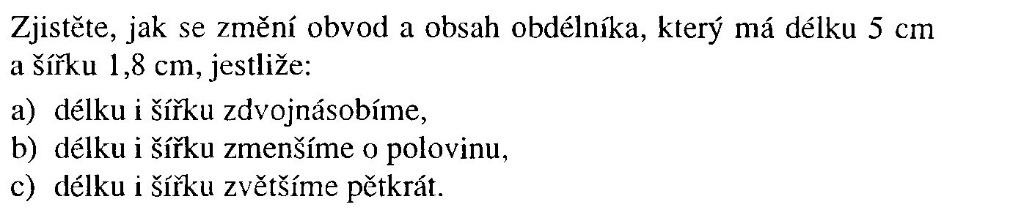 Zjistěte, jak se změní obvod a obsah obdélníka, který má délku 5 cm
a šířku 1,8 cm, jestliže:
a) délku i šířku zdvojnásobíme,
b) délku i šířku zmenšíme o polovinu,
c) délku i šířku zvětšíme pětkrát.